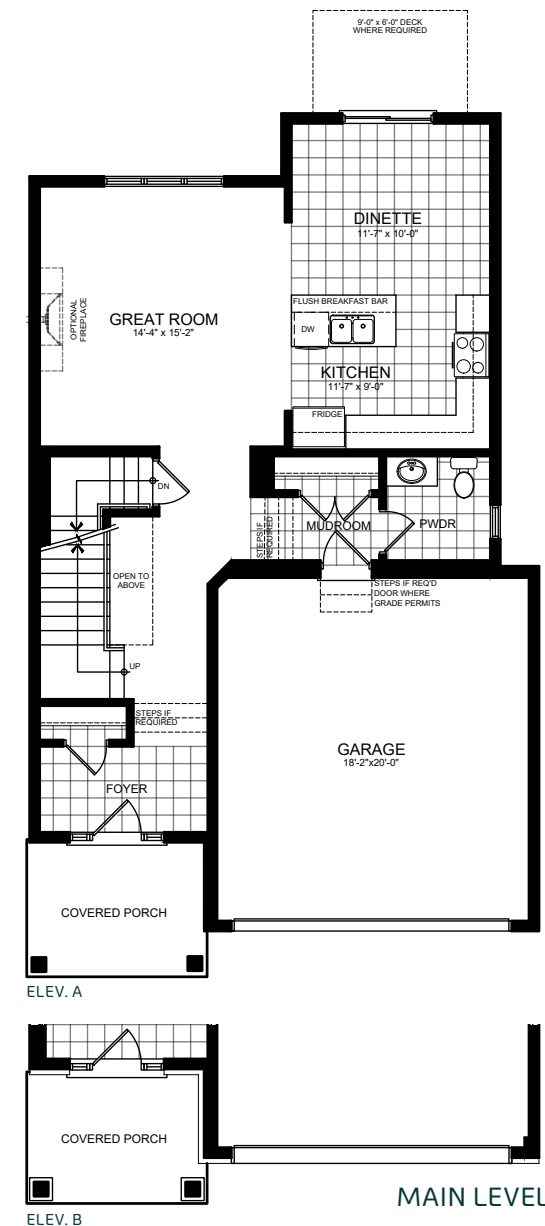 9'-0" x 6'-0" DECK
WHERE REQUIRED
DINETTE
11'-7" x 10'-0"
GREAT ROOM
14'-4" x 15'-2"
OPTIONAL
FIREPLACE
FLUSH BREAKFAST BAR
DW
KITCHEN
11'-7" x 9'-0"
FRIDGE
DN
STEPS IF
REQUIRED
MUDROOM
PWDR
OPEN TO
ABOVE
STEPS IF REQ'D
DOOR WHERE
GRADE PERMITS
UP
STEPS IF
REQUIRED
GARAGE
18'-2"x20'-0"
FOYER
COVERED PORCH
ELEV. A
COVERED PORCH
MAIN LEVEL
ELEV. B